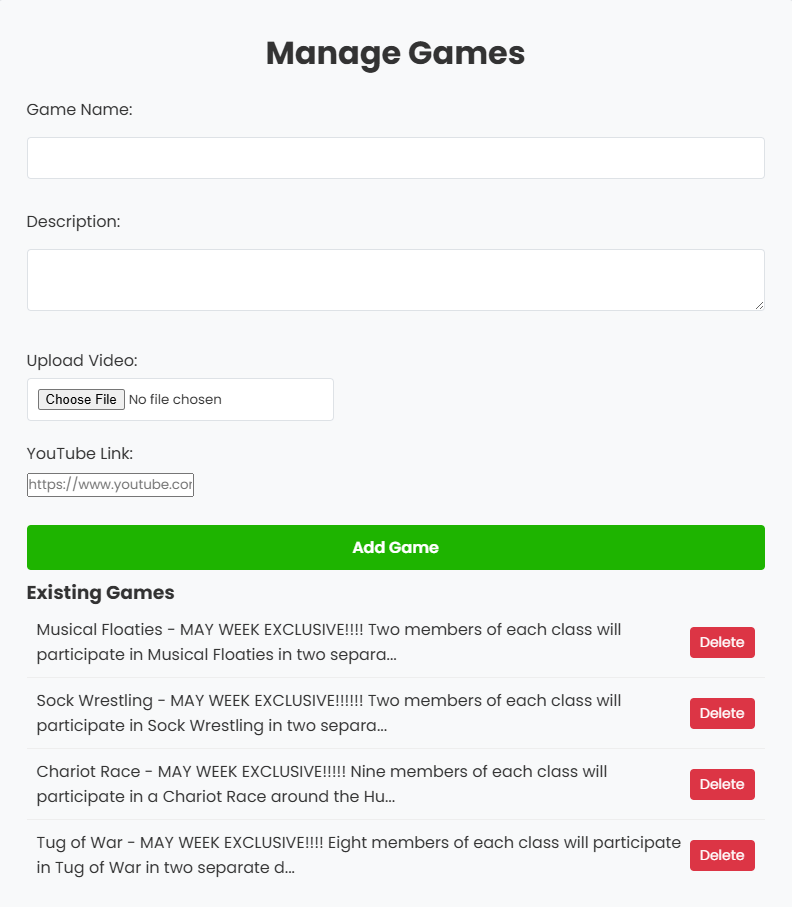 Manage Games
Game Name:
Description:
Upload Video:
Choose File No file chosen
YouTube Link:
https://www.youtube.cor
Add Game
Existing Games
Musical Floaties - MAY WEEK EXCLUSIVE!!!! Two members of each class will
participate in Musical Floaties in two separa...
Delete
Sock Wrestling - MAY WEEK EXCLUSIVE!!!!!! Two members of each class will
participate in Sock Wrestling in two separa...
Delete
Chariot Race - MAY WEEK EXCLUSIVE!!!!! Nine members of each class will
participate in a Chariot Race around the Hu...
Delete
Tug of War - MAY WEEK EXCLUSIVE!!!! Eight members of each class will participate
in Tug of War in two separate d...
Delete